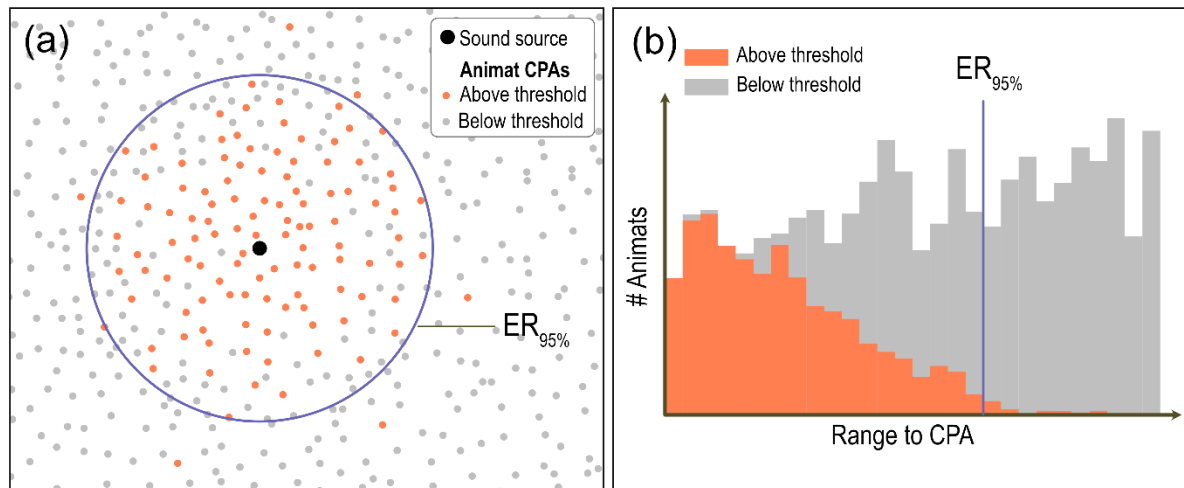 (a)
Sound source
Animat CPAs
Above threshold
Below threshold
ER95%
(b)
Above threshold
Below threshold
ER95%
# Animats
Range to CPA